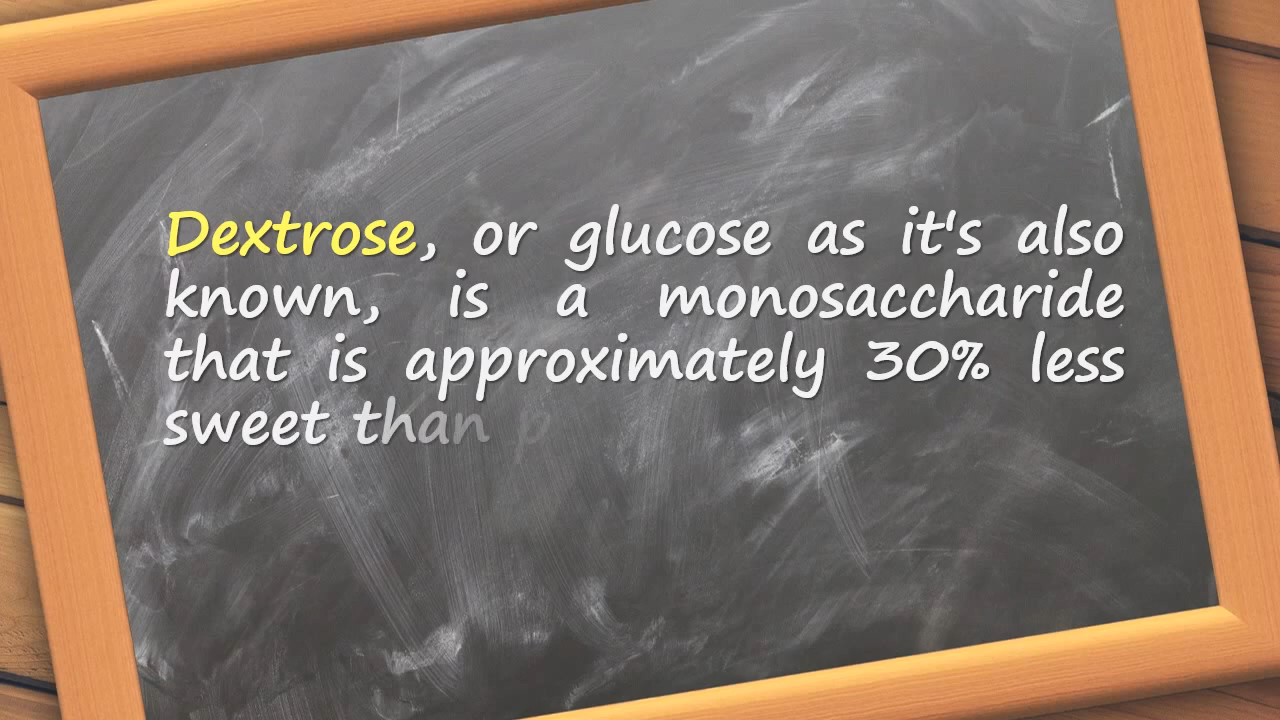 Dextrose, or glucose as it's also
known, is a monosaccharide
that is approximately 30% less
sweet than p